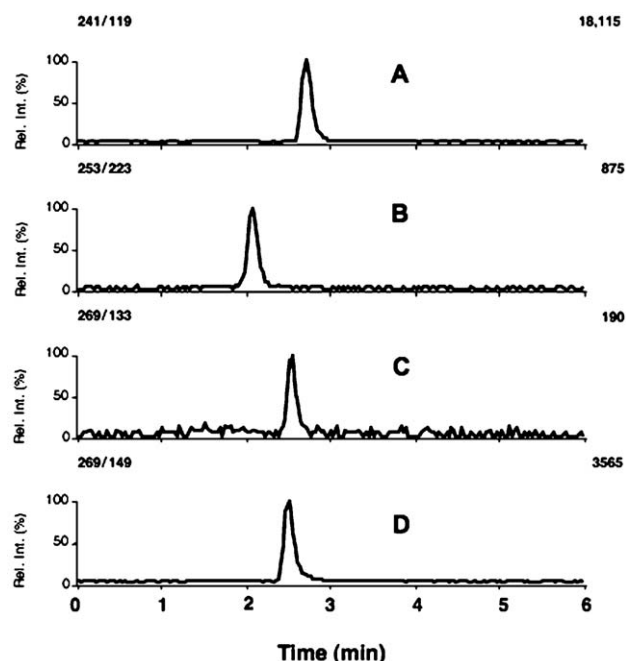 241/119 18,115
Rel. Int. (%)
100
50
0
A
253/223 875
Rel. Int. (%)
100
50
0
B
269/133 190
Rel. Int. (%)
100
50
0
C
269/149 3565
Rel. Int. (%)
100
50
0
D
0 1 2 3 4 5 6
Time (min)